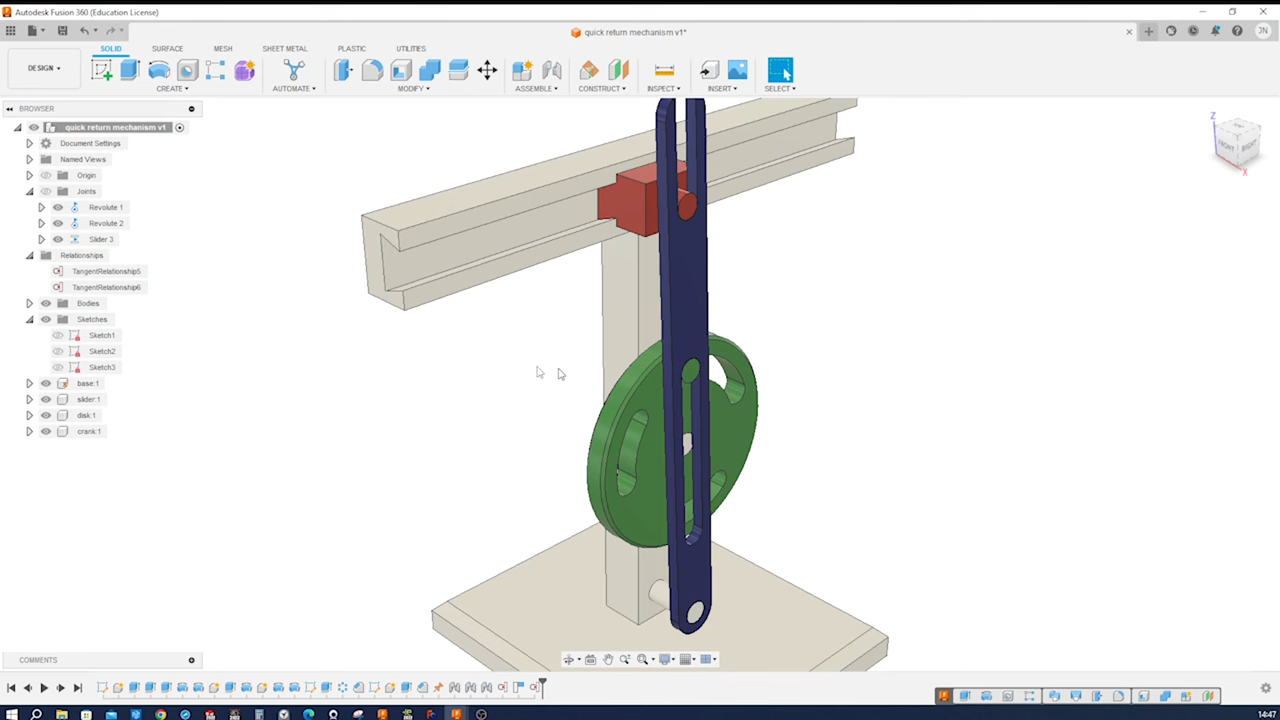 Autodesk Fusion 360 (Education License)
quick return mechanism v1*
JN
DESIGN
SOLID SURFACE MESH SHEET METAL PLASTIC UTILITIES
CREATE AUTOMATE MODIFY ASSEMBLE CONSTRUCT INSPECT INSERT SELECT
BROWSER
quick return mechanism v1
Document Settings
Named Views
Origin
Joints
Revolute 1
Revolute 2
Slider 3
Relationships
TangentRelationship5
TangentRelationship6
Bodies
Sketches
Sketch1
Sketch2
Sketch3
base:1
slider:1
disk:1
crank:1
Z
FRONT RIGHT
X
COMMENTS
14:47